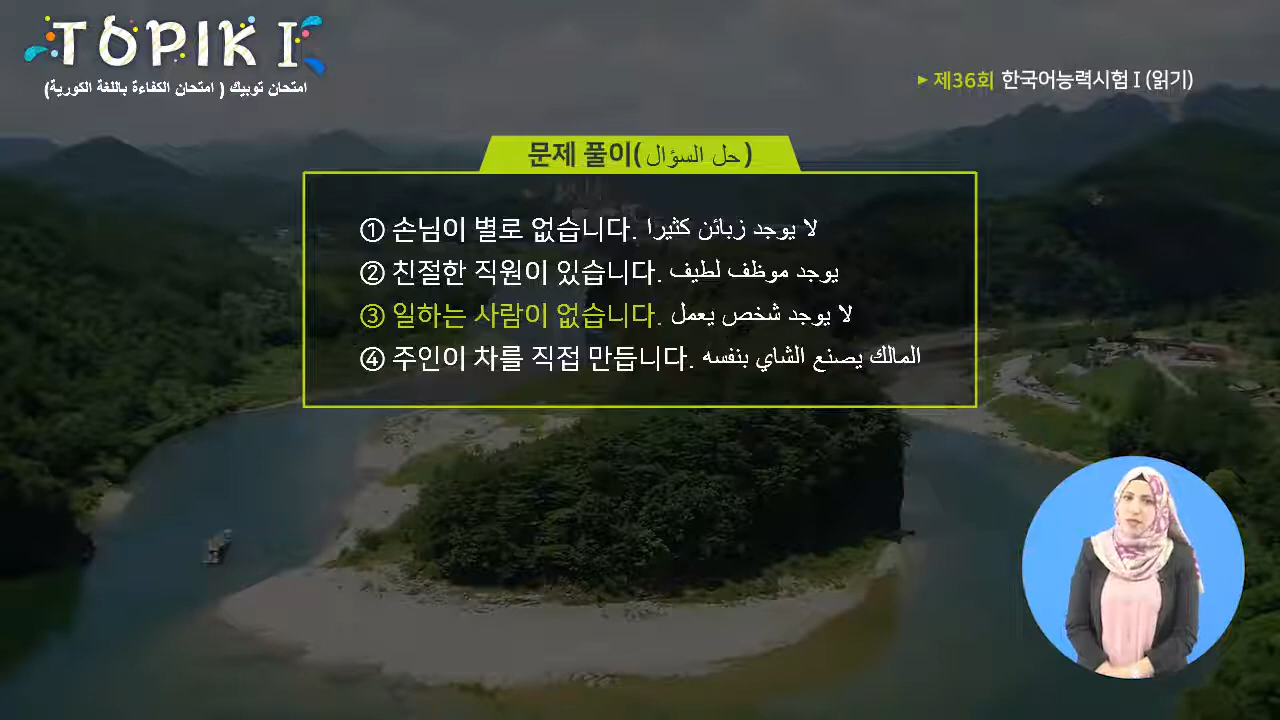 TOPIK I
امتحان توبيك ( امتحان الكفاءة باللغة الكورية)
▶ 제36회 한국어능력시험 I (읽기)
문제 풀이(حل السؤال)
① 손님이 별로 없습니다. لا يوجد زبائن كثيرا
② 친절한 직원이 있습니다. يوجد موظف لطيف
③ 일하는 사람이 없습니다. لا يوجد شخص يعمل
④ 주인이 차를 직접 만듭니다. المالك يصنع الشاي بنفسه